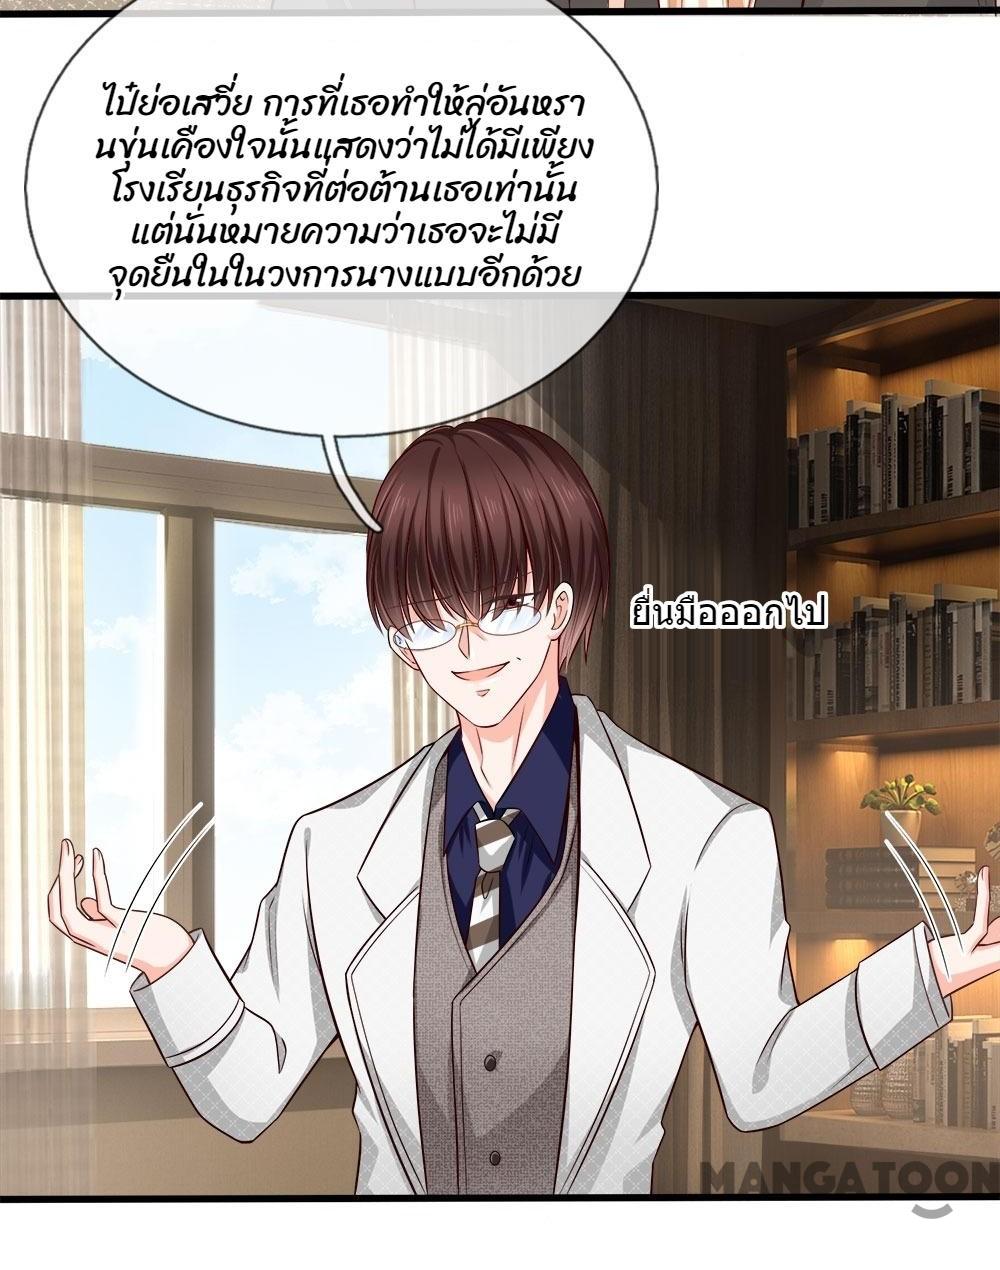 ไป๋ย่อเสวี่ย การที่เธอทำให้ลู่อันหรา
นขุ่นเคืองใจนั้นแสดงว่าไม่ได้มีเพียง
โรงเรียนธุรกิจที่ต่อต้านเธอเท่านั้น
แต่นั่นหมายความว่าเธอจะไม่มี
จุดยืนในในวงการนางแบบอีกด้วย
ยื่นมือออกไป
MANGATOON